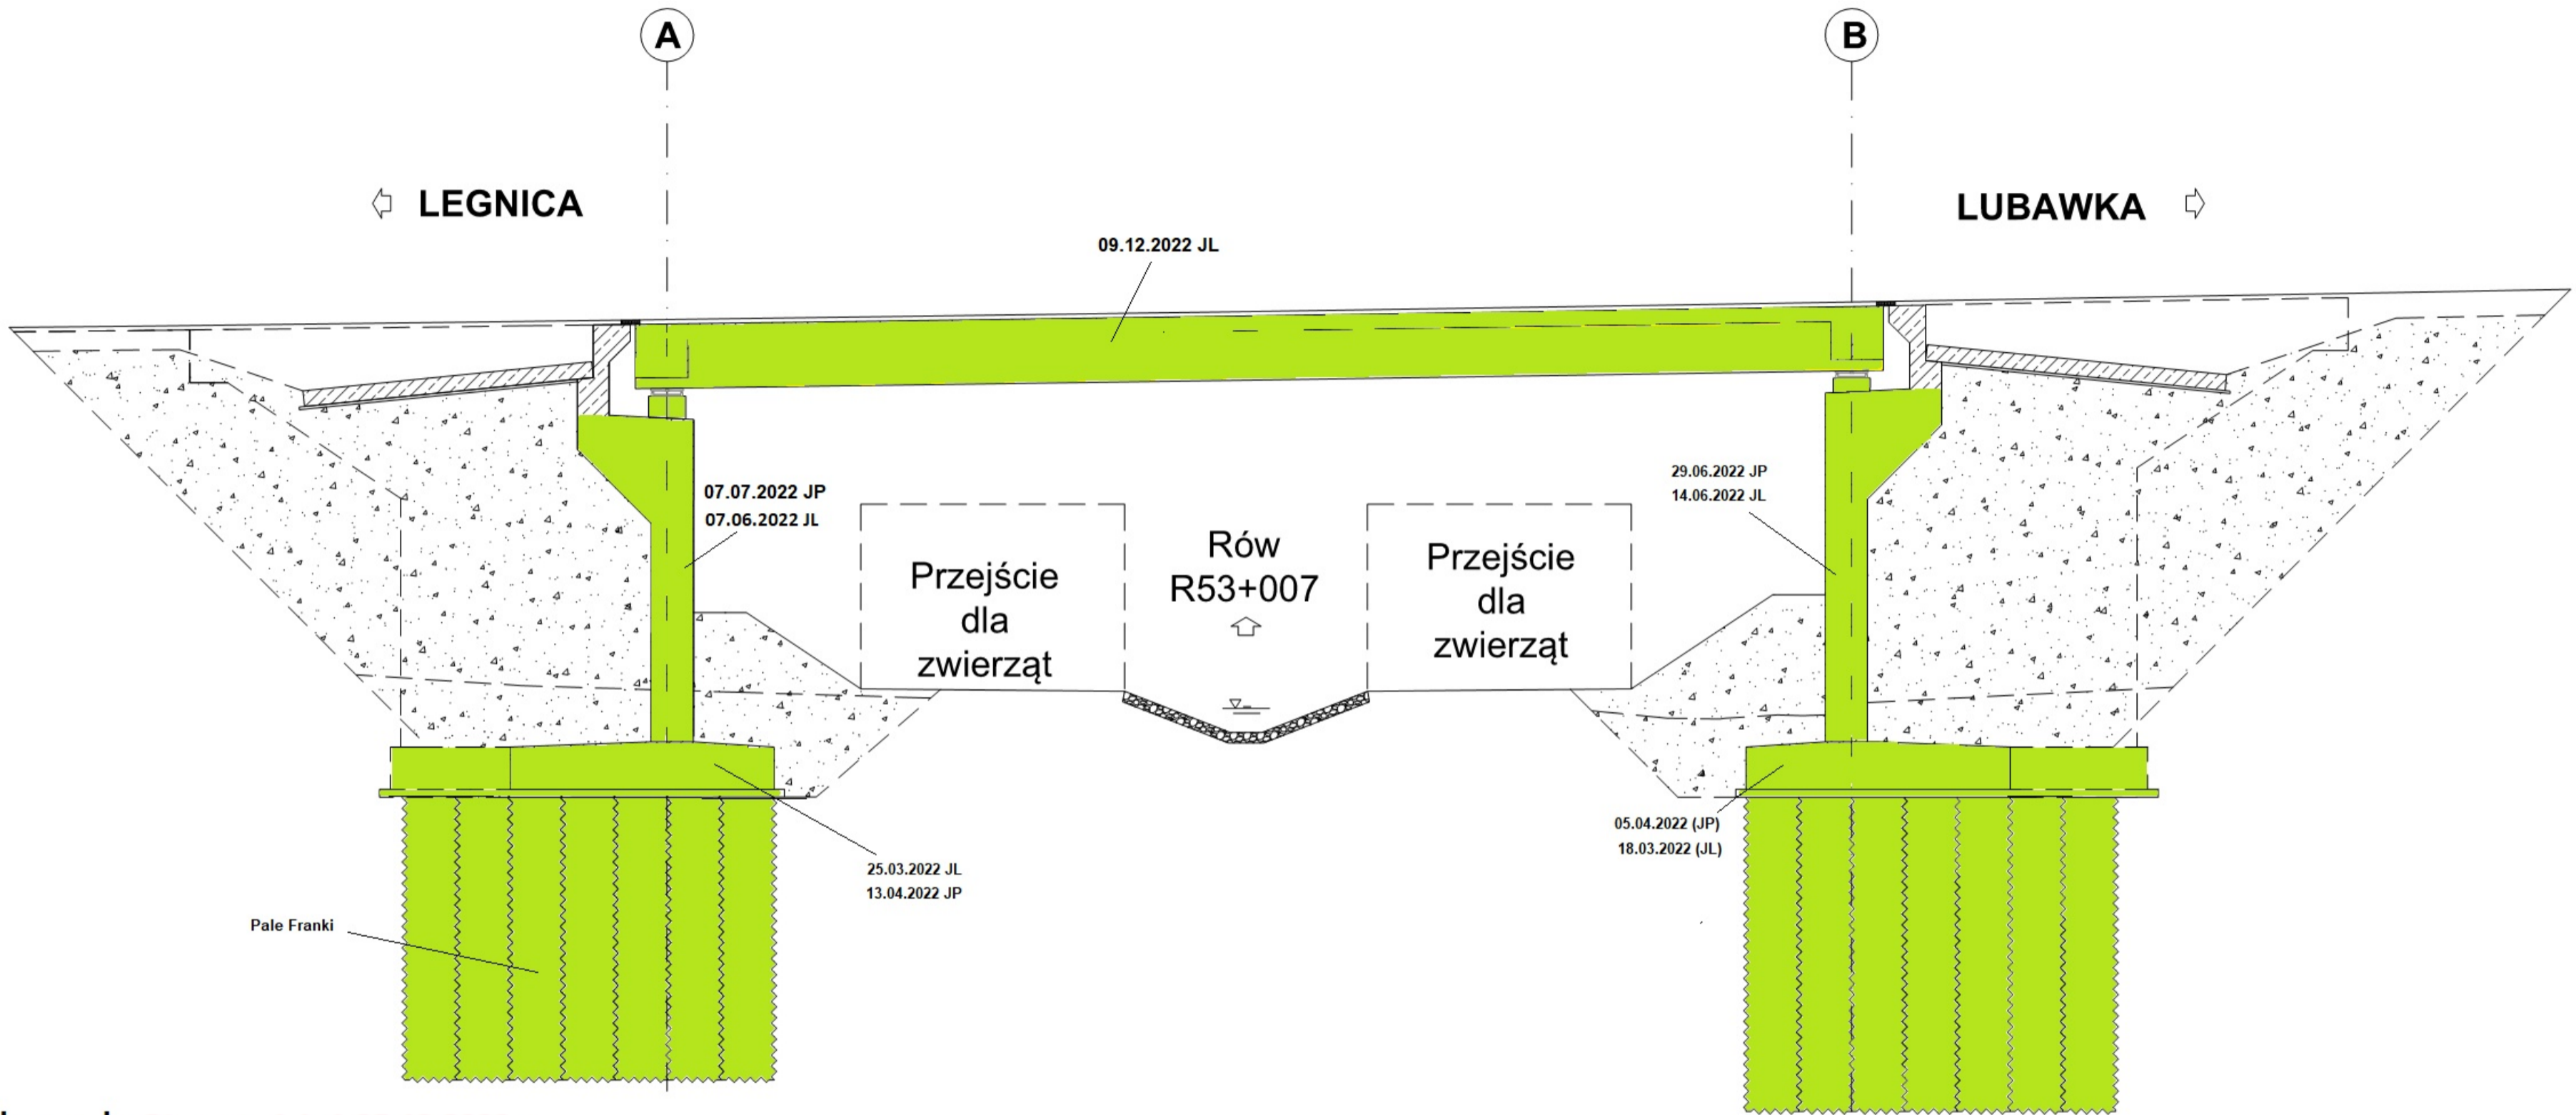 A
B
LEGNICA
LUBAWKA
09.12.2022 JL
07.07.2022 JP
07.06.2022 JL
29.06.2022 JP
14.06.2022 JL
Przejście
dla
zwierząt
Rów
R53+007
Przejście
dla
zwierząt
25.03.2022 JL
13.04.2022 JP
05.04.2022 (JP)
18.03.2022 (JL)
Pale Franki